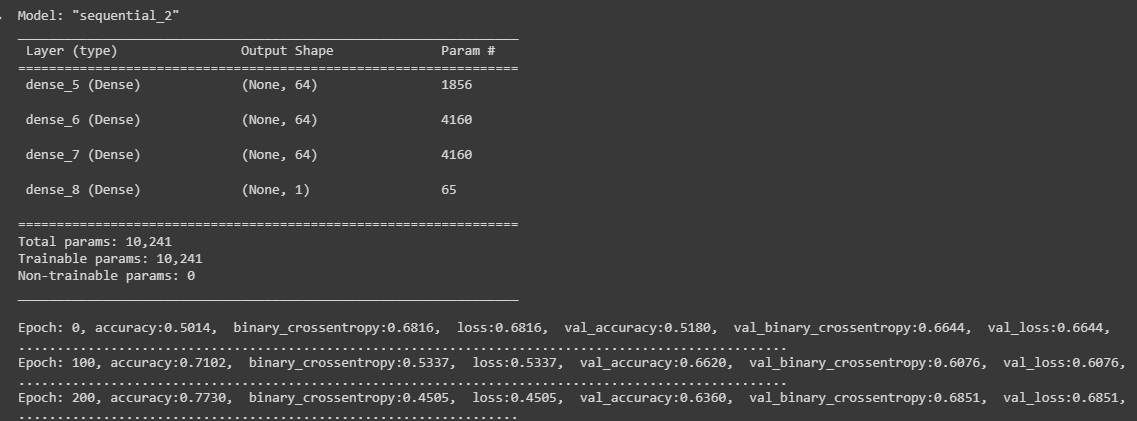 Model: "sequential_2"
_________________________________________________________________
Layer (type)                Output Shape              Param #
=================================================================
dense_5 (Dense)             (None, 64)                1856
dense_6 (Dense)             (None, 64)                4160
dense_7 (Dense)             (None, 64)                4160
dense_8 (Dense)             (None, 1)                 65
=================================================================
Total params: 10,241
Trainable params: 10,241
Non-trainable params: 0
_________________________________________________________________
Epoch: 0, accuracy:0.5014,  binary_crossentropy:0.6816,  loss:0.6816,  val_accuracy:0.5180,  val_binary_crossentropy:0.6644,  val_loss:0.6644,
....................................................................................................
Epoch: 100, accuracy:0.7102,  binary_crossentropy:0.5337,  loss:0.5337,  val_accuracy:0.6620,  val_binary_crossentropy:0.6076,  val_loss:0.6076,
....................................................................................................
Epoch: 200, accuracy:0.7730,  binary_crossentropy:0.4505,  loss:0.4505,  val_accuracy:0.6360,  val_binary_crossentropy:0.6851,  val_loss:0.6851,
.................................................................